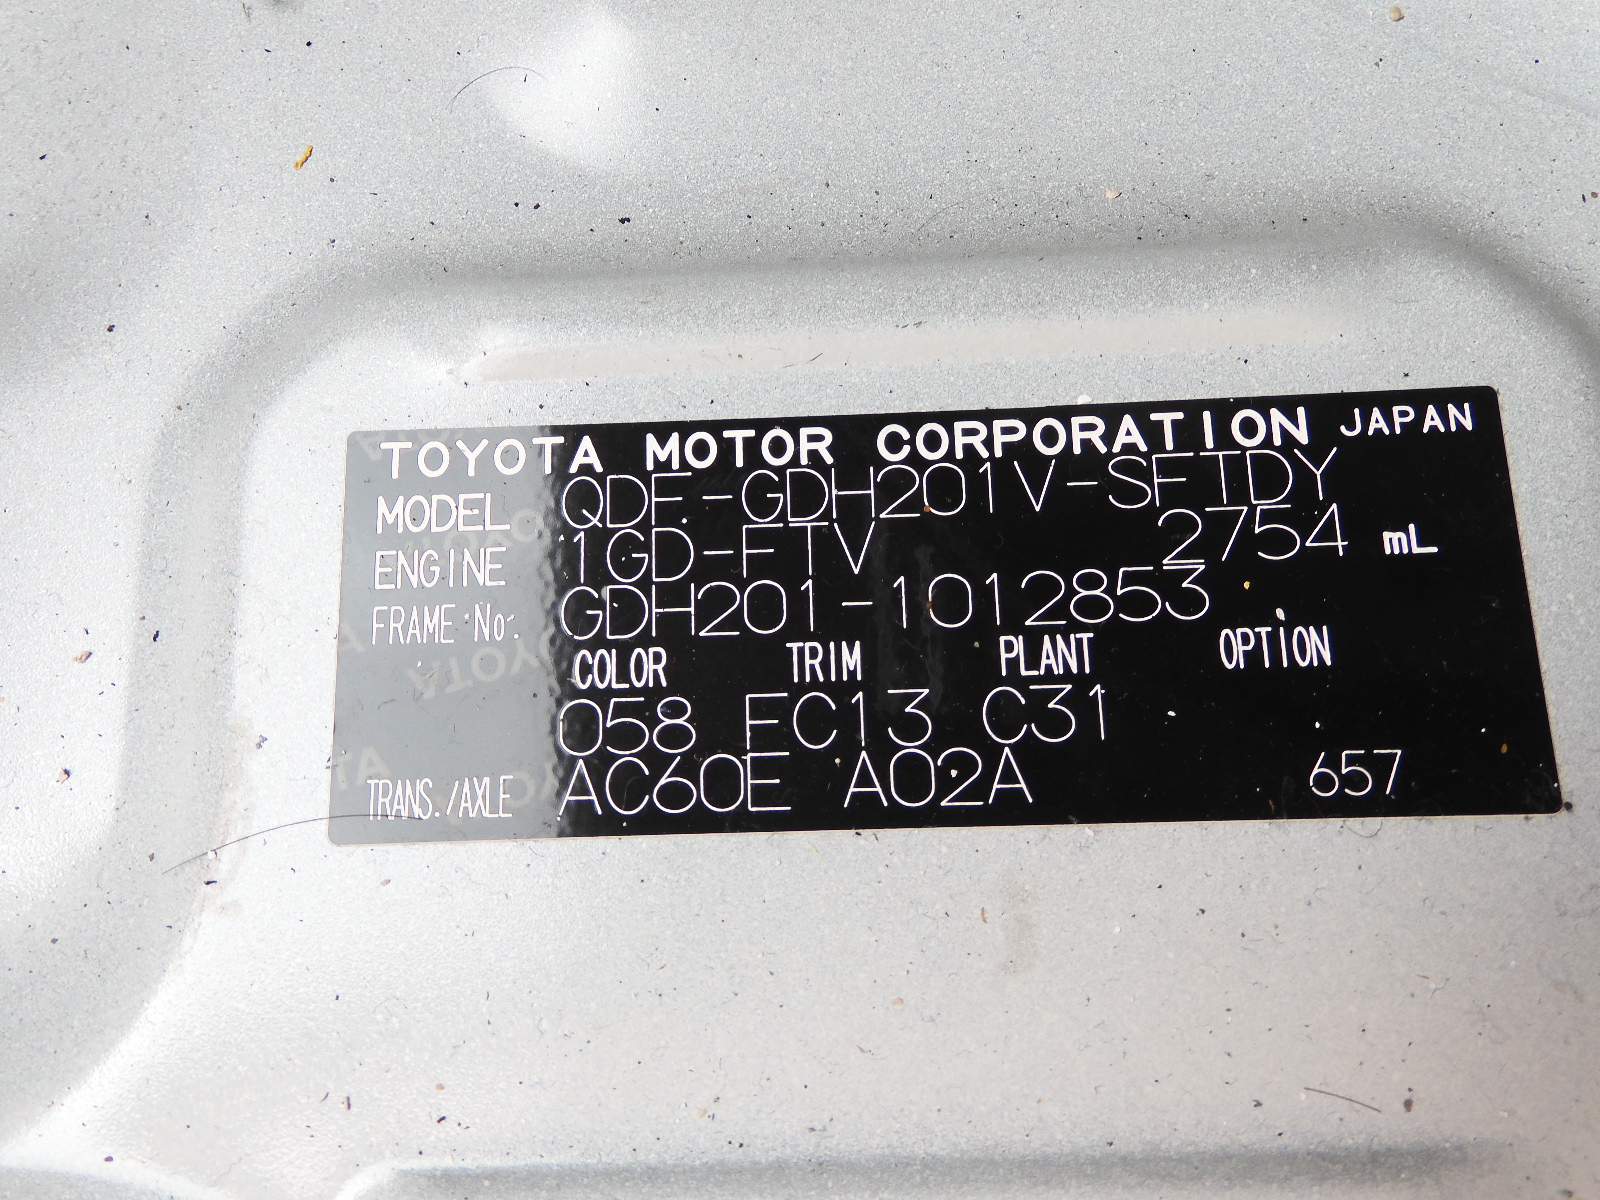 TOYOTA MOTOR CORPORATION JAPAN
MODEL QDF-GDH201V-SFTDY
ENGINE 1GD-FTV 2754 mL
FRAME No. GDH201-1012853
COLOR TRIM PLANT OPTION
058 FC13 C31
TRANS./AXLE AC60E A02A 657